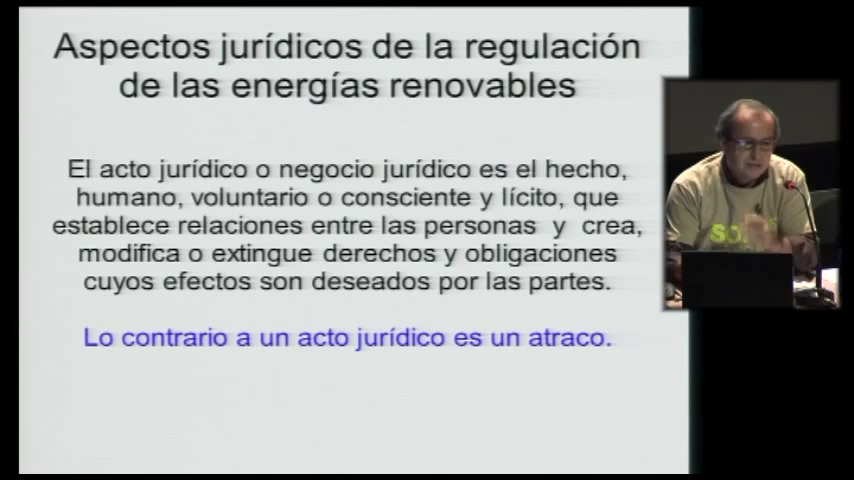 Aspectos jurídicos de la regulación
de las energías renovables
El acto jurídico o negocio jurídico es el hecho,
humano, voluntario o consciente y lícito, que
establece relaciones entre las personas y crea,
modifica o extingue derechos y obligaciones
cuyos efectos son deseados por las partes.
Lo contrario a un acto jurídico es un atraco.